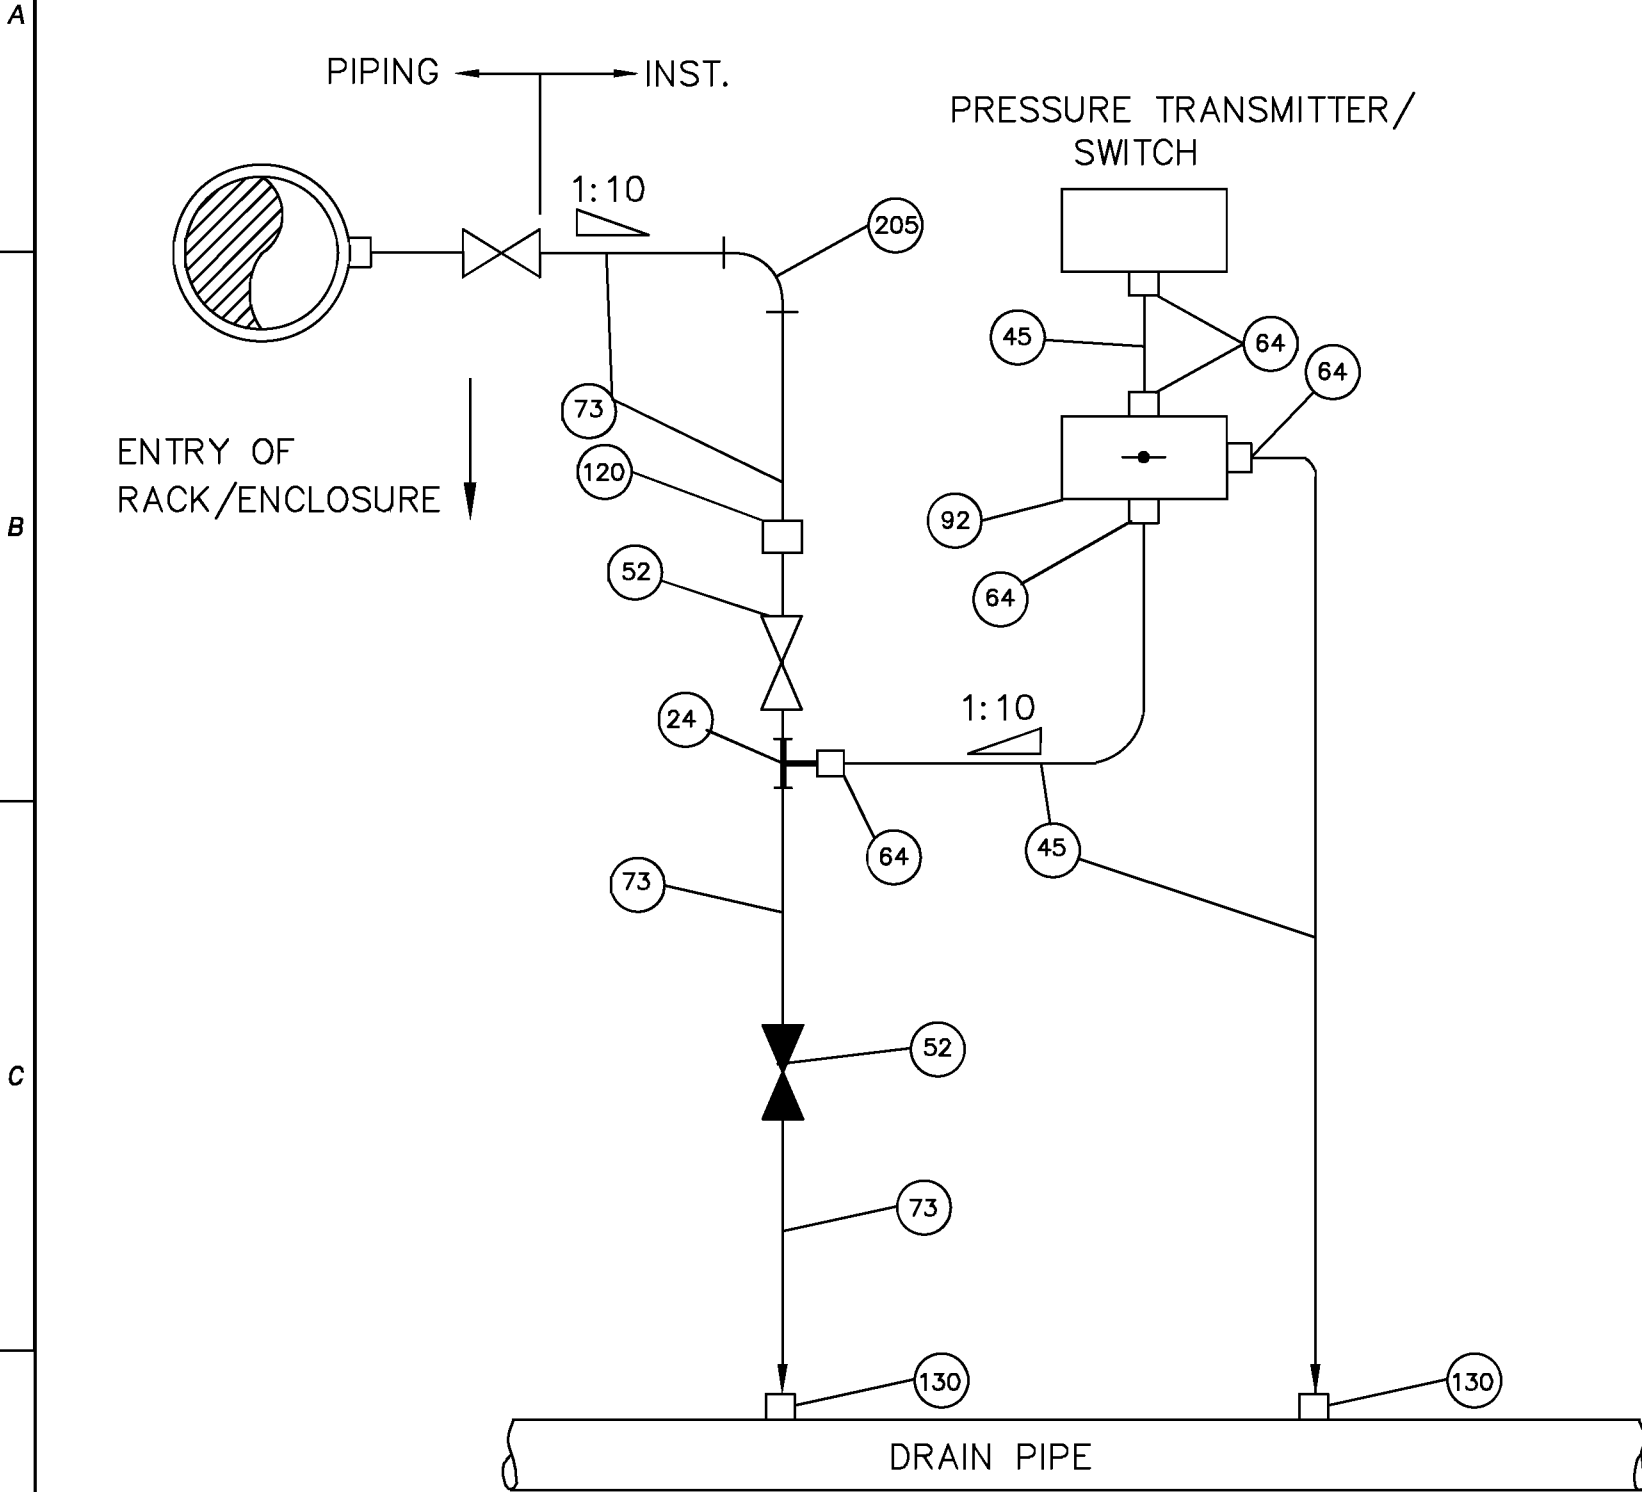 A
PIPING
INST.
PRESSURE TRANSMITTER/
SWITCH
1:10
205
45
64
64
73
ENTRY OF
RACK/ENCLOSURE
120
92
B
52
64
24
1:10
45
64
73
52
C
73
130
130
DRAIN PIPE